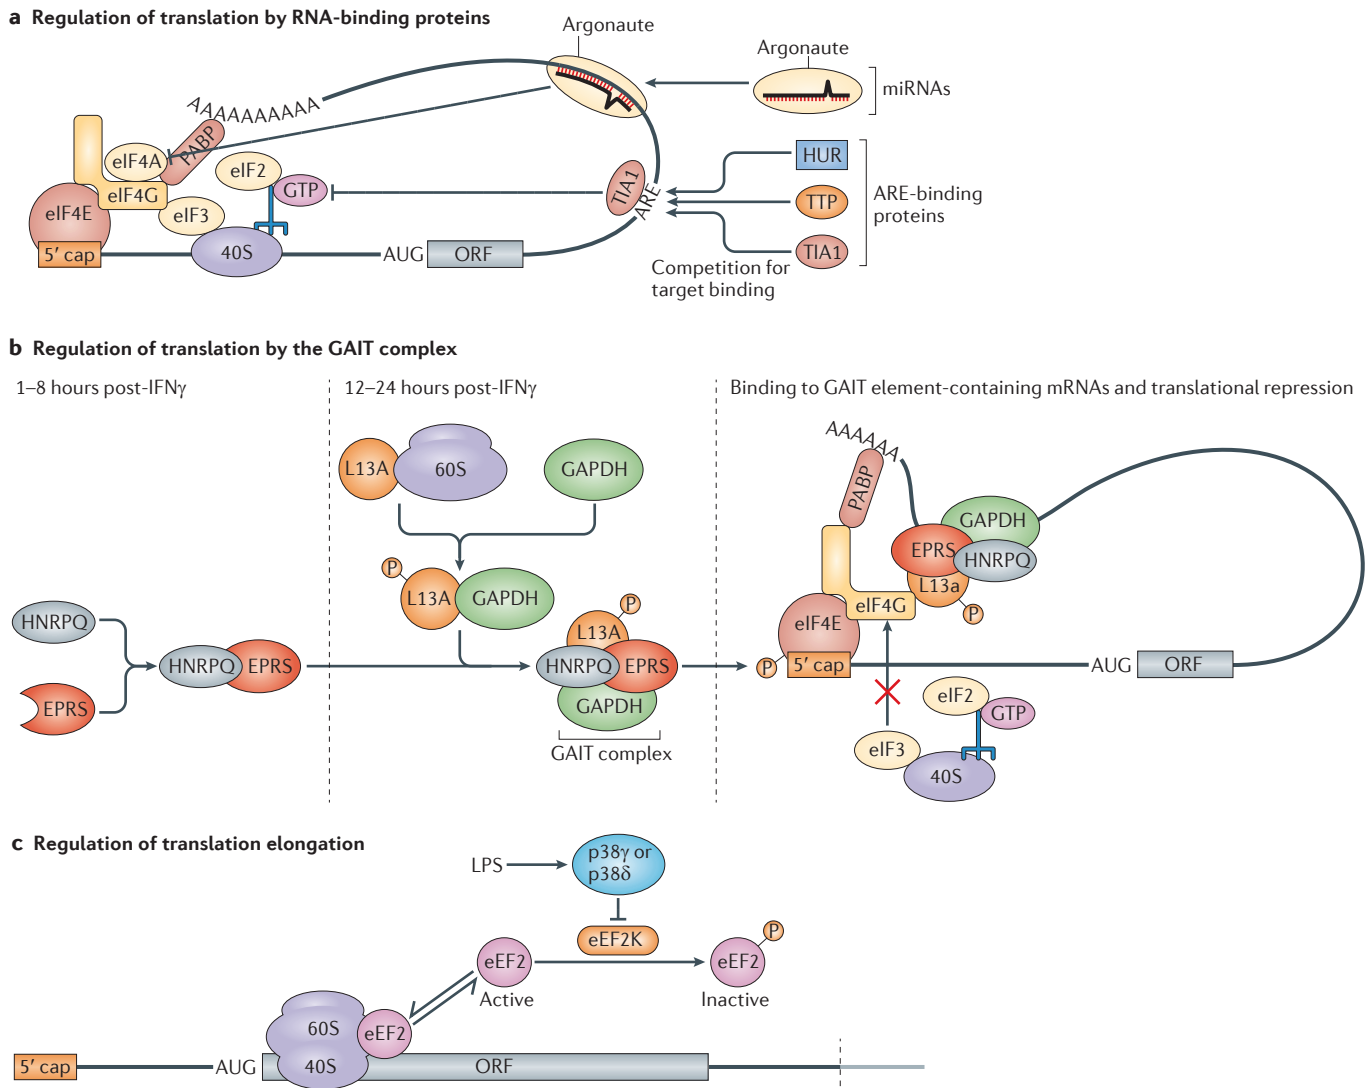 a Regulation of translation by RNA-binding proteins
Argonaute
Argonaute
miRNAs
AAAAAAAAAA
PABP
eIF4A
eIF4G
eIF4E
eIF2
GTP
eIF3
5′ cap
40S
AUG
ORF
TIA1
ARE
HUR
TTP
TIA1
ARE-binding
proteins
Competition for
target binding
b Regulation of translation by the GAIT complex
1–8 hours post-IFNγ
HNRPQ
EPRS
HNRPQ
EPRS
12–24 hours post-IFNγ
L13A
60S
GAPDH
P
L13A
GAPDH
P
L13A
HNRPQ
EPRS
GAPDH
GAIT complex
Binding to GAIT element-containing mRNAs and translational repression
AAAAAA
PABP
GAPDH
EPRS
HNRPQ
L13a
P
eIF4G
eIF4E
P
5′ cap
AUG
ORF
eIF2
GTP
eIF3
40S
c Regulation of translation elongation
LPS
p38γ or
p38δ
eEF2K
eEF2
Active
P
eEF2
Inactive
60S
eEF2
5′ cap
AUG
40S
ORF